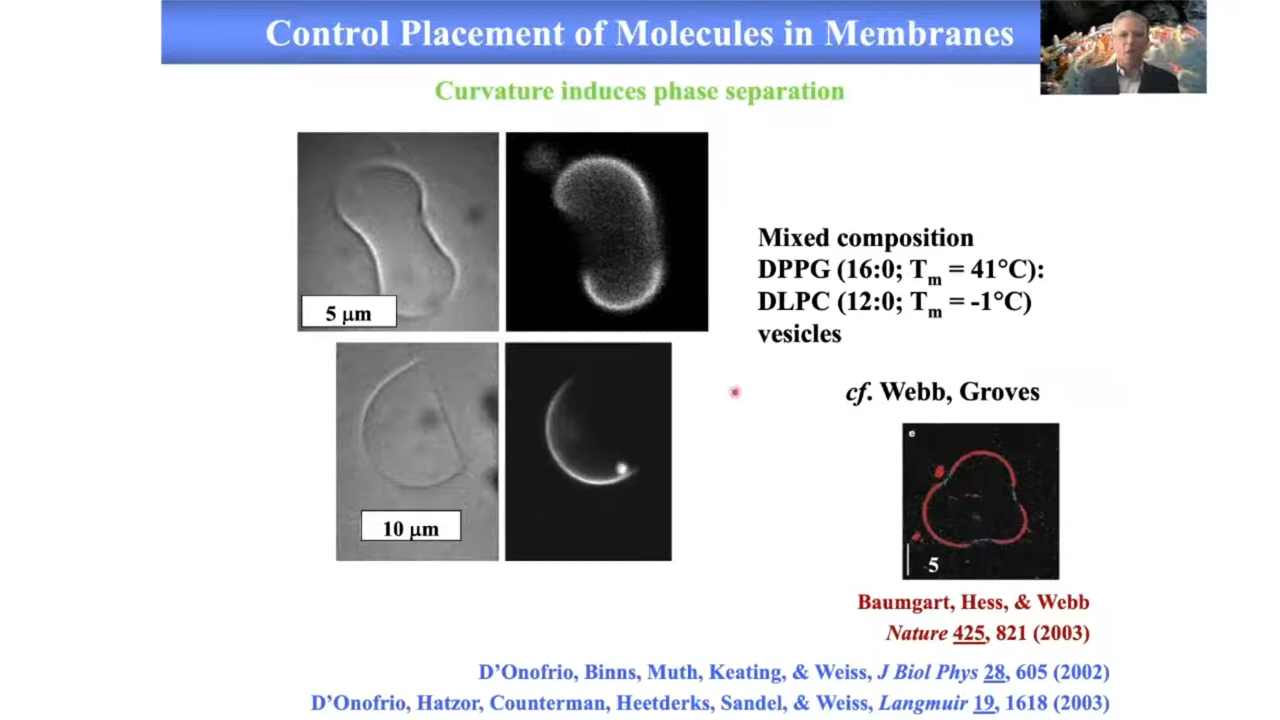 Control Placement of Molecules in Membranes
Curvature induces phase separation
5 μm
10 μm
Mixed composition
DPPG (16:0; Tm = 41°C):
DLPC (12:0; Tm = -1°C)
vesicles
cf. Webb, Groves
e
5
Baumgart, Hess, & Webb
Nature 425, 821 (2003)
D'Onofrio, Binns, Muth, Keating, & Weiss, J Biol Phys 28, 605 (2002)
D'Onofrio, Hatzor, Counterman, Heetderks, Sandel, & Weiss, Langmuir 19, 1618 (2003)